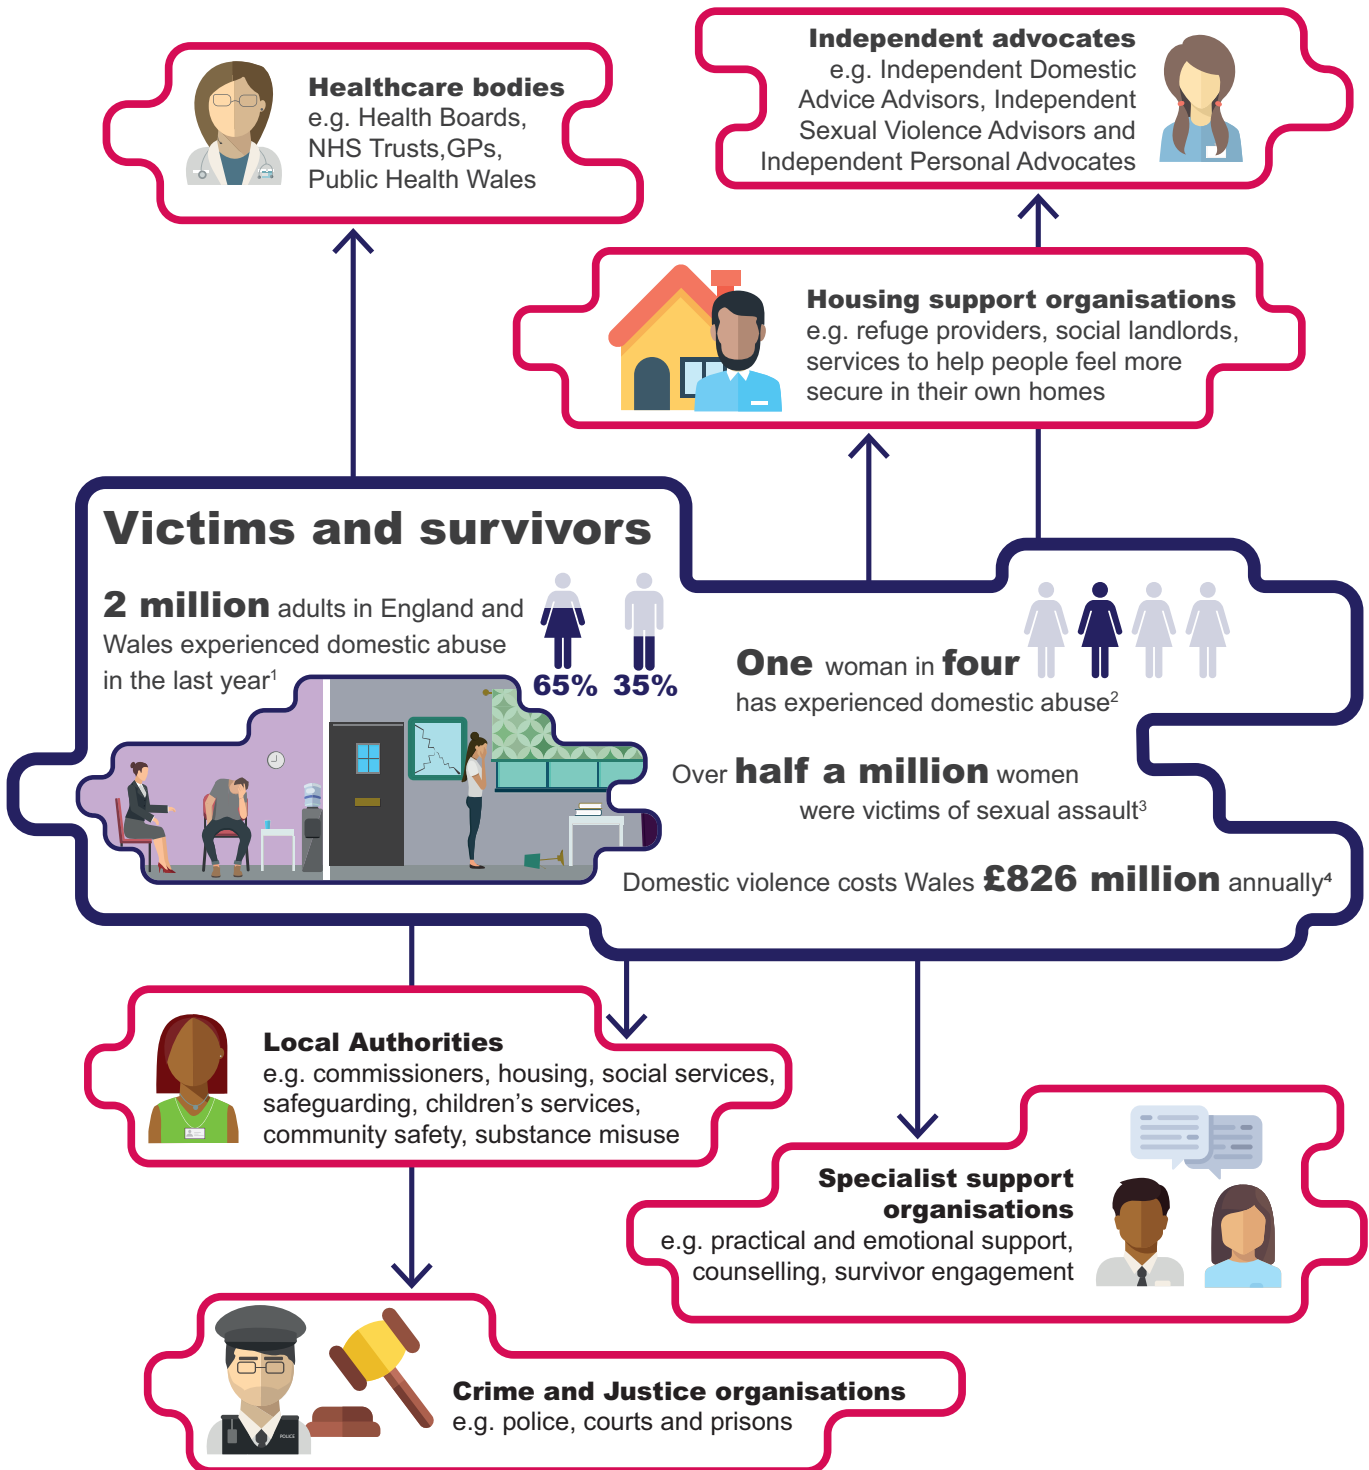 Healthcare bodies
e.g. Health Boards,
NHS Trusts,GPs,
Public Health Wales
Independent advocates
e.g. Independent Domestic
Advice Advisors, Independent
Sexual Violence Advisors and
Independent Personal Advocates
Housing support organisations
e.g. refuge providers, social landlords,
services to help people feel more
secure in their own homes
Victims and survivors
2 million adults in England and
Wales experienced domestic abuse
in the last year¹
65% 35%
One woman in four
has experienced domestic abuse²
Over half a million women
were victims of sexual assault³
Domestic violence costs Wales £826 million annually⁴
Local Authorities
e.g. commissioners, housing, social services,
safeguarding, children’s services,
community safety, substance misuse
Specialist support
organisations
e.g. practical and emotional support,
counselling, survivor engagement
Crime and Justice organisations
e.g. police, courts and prisons
POLICE